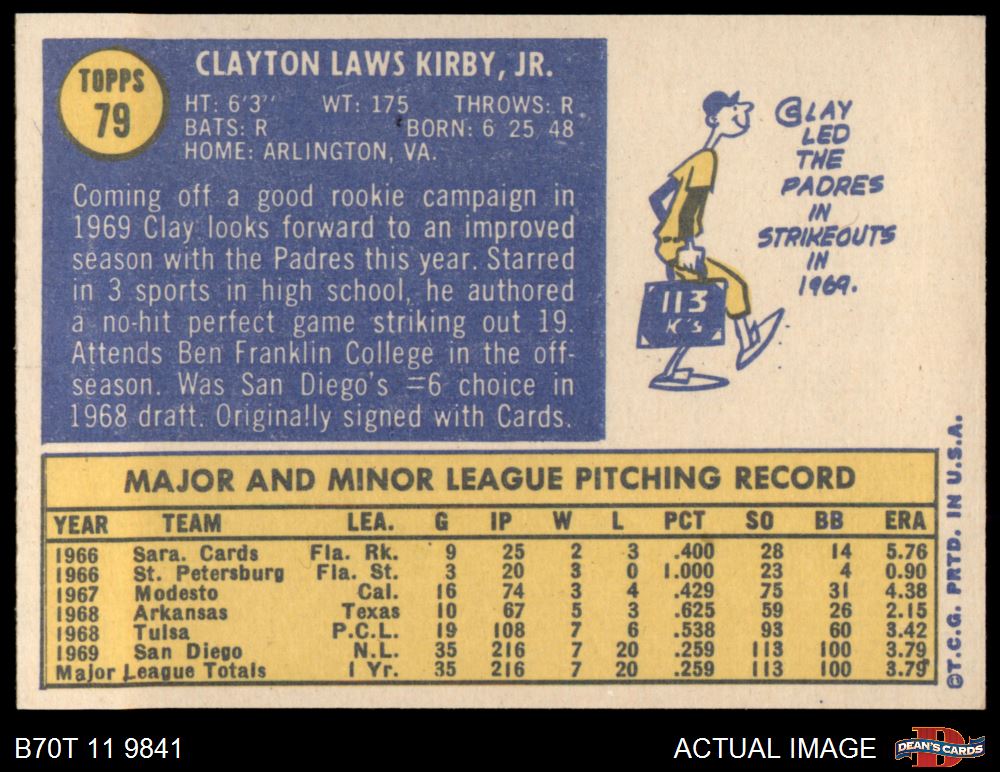 TOPPS
79
CLAYTON LAWS KIRBY, JR.
HT: 6'3" WT: 175 THROWS: R
BATS: R BORN: 6 25 48
HOME: ARLINGTON, VA.
Coming off a good rookie campaign in
1969 Clay looks forward to an improved
season with the Padres this year. Starred
in 3 sports in high school, he authored
a no-hit perfect game striking out 19.
Attends Ben Franklin College in the off-
season. Was San Diego's #6 choice in
1968 draft. Originally signed with Cards.
CLAY
LED
THE
PADRES
IN
STRIKEOUTS
IN
1969.
113
K's
MAJOR AND MINOR LEAGUE PITCHING RECORD
YEAR TEAM LEA. G IP W L PCT SO BB ERA
1966 Sara. Cards Fla. Rk. 9 25 2 3 .400 28 14 5.76
1966 St. Petersburg Fla. St. 3 20 3 0 1.000 23 4 0.90
1967 Modesto Cal. 16 74 3 4 .429 75 31 4.38
1968 Arkansas Texas 10 67 5 3 .625 59 26 2.15
1968 Tulsa P.C.L. 19 108 7 6 .538 93 60 3.42
1969 San Diego N.L. 35 216 7 20 .259 113 100 3.79
Major League Totals 1 Yr. 35 216 7 20 .259 113 100 3.79
©T.C.G. PRTD. IN U.S.A.
B70T 11 9841
ACTUAL IMAGE
DEAN'S CARDS